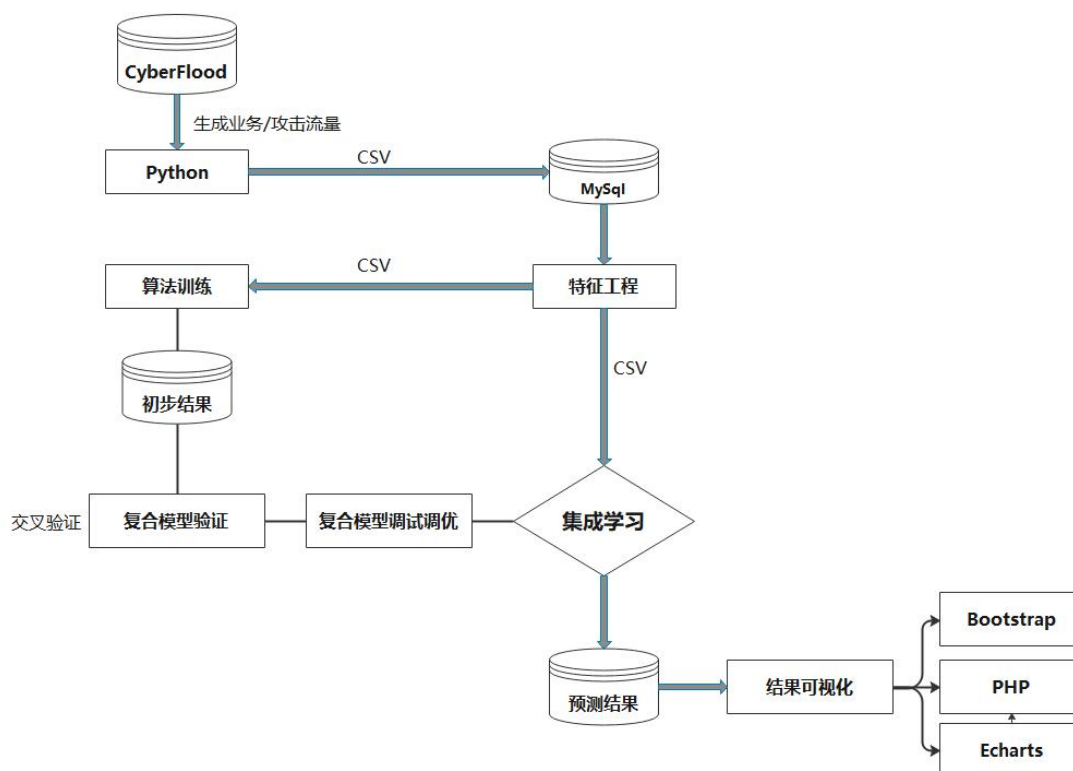 CyberFlood
生成业务/攻击流量
Python
CSV
MySql
算法训练
CSV
特征工程
初步结果
CSV
交叉验证
复合模型验证
复合模型调试调优
集成学习
预测结果
结果可视化
Bootstrap
PHP
Echarts